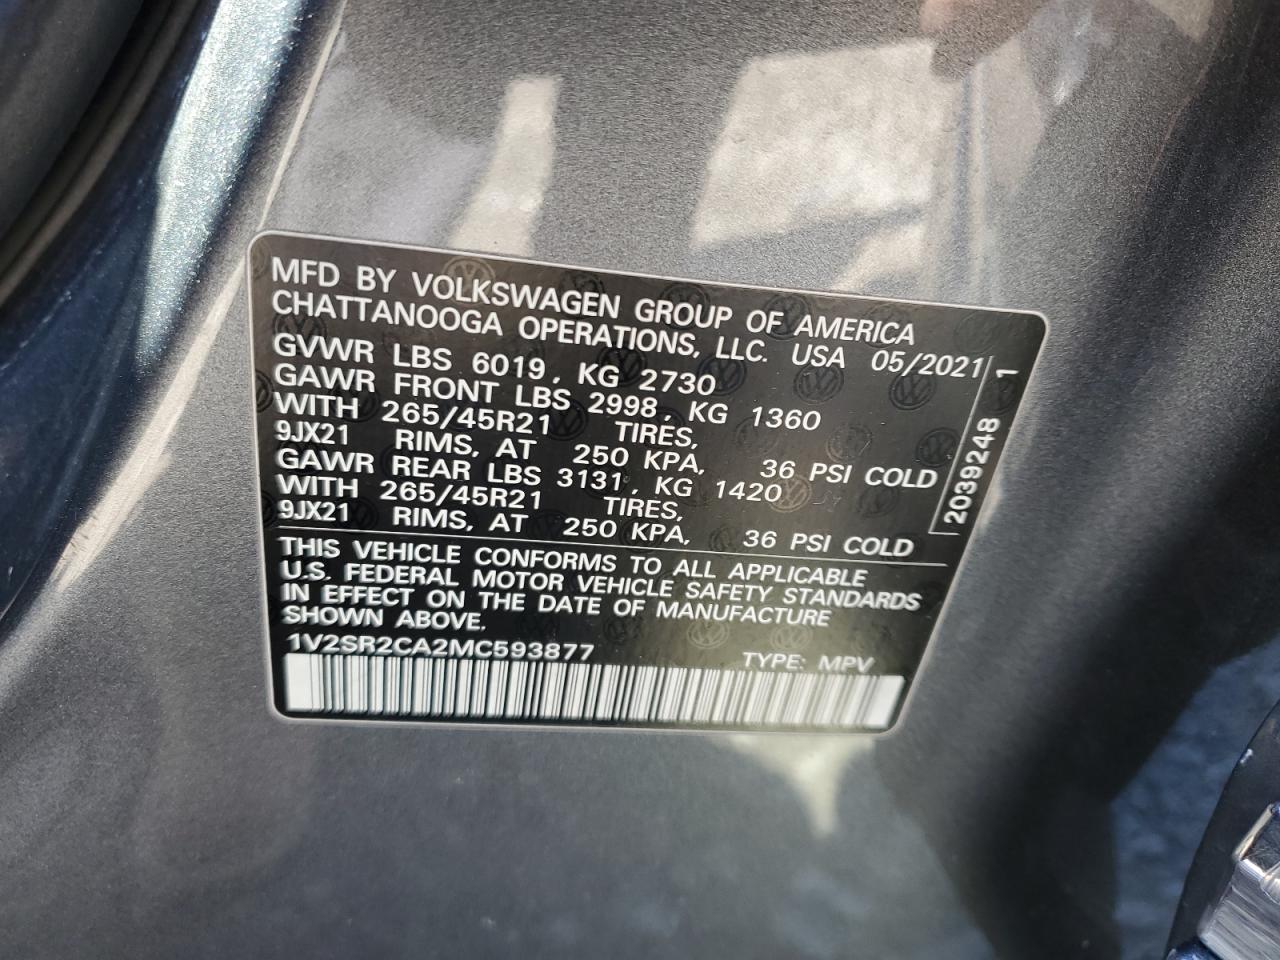 MFD BY VOLKSWAGEN GROUP OF AMERICA
CHATTANOOGA OPERATIONS, LLC. USA 05/2021
GVWR LBS 6019, KG 2730
GAWR FRONT LBS 2998, KG 1360
WITH 265/45R21 TIRES,
9JX21 RIMS, AT 250 KPA, 36 PSI COLD
GAWR REAR LBS 3131, KG 1420
WITH 265/45R21 TIRES,
9JX21 RIMS, AT 250 KPA, 36 PSI COLD
2039248 1
THIS VEHICLE CONFORMS TO ALL APPLICABLE
U.S. FEDERAL MOTOR VEHICLE SAFETY STANDARDS
IN EFFECT ON THE DATE OF MANUFACTURE
SHOWN ABOVE.
1V2SR2CA2MC593877 TYPE: MPV